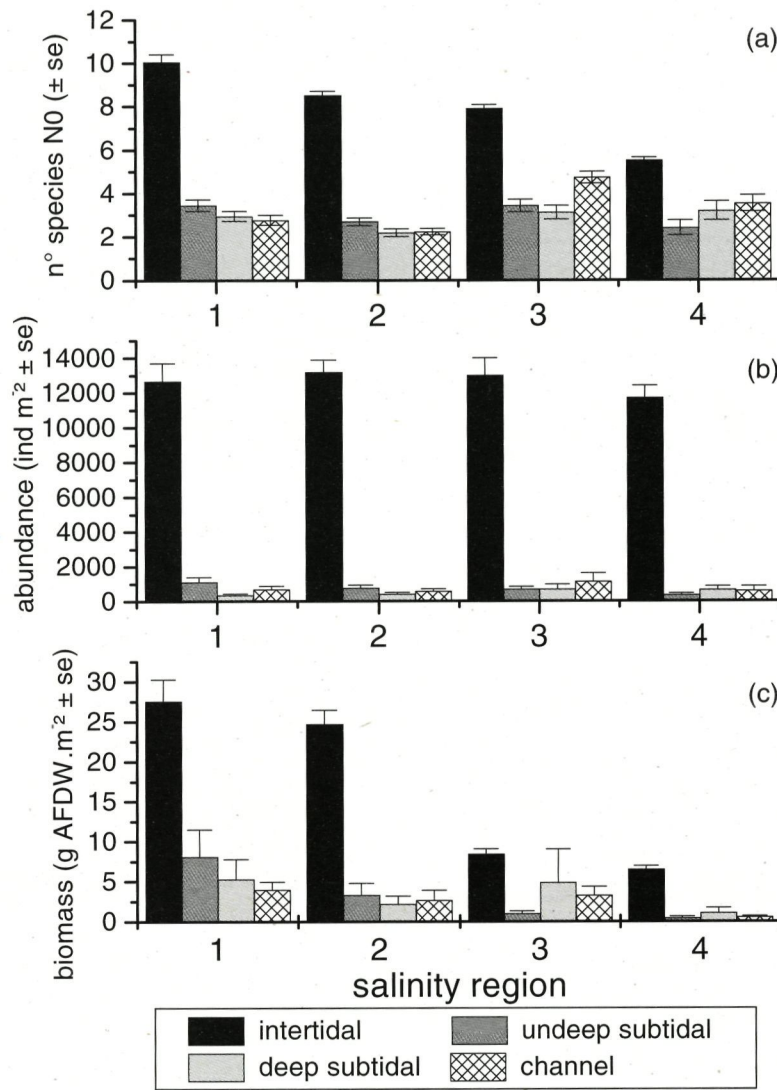 (a)
n° species N0 (± se)
12
10
8
6
4
2
0
1 2 3 4
(b)
abundance (ind m⁻² ± se)
14000
12000
10000
8000
6000
4000
2000
0
1 2 3 4
(c)
biomass (g AFDW.m⁻² ± se)
30
25
20
15
10
5
0
1 2 3 4
salinity region
intertidal undeep subtidal
deep subtidal channel